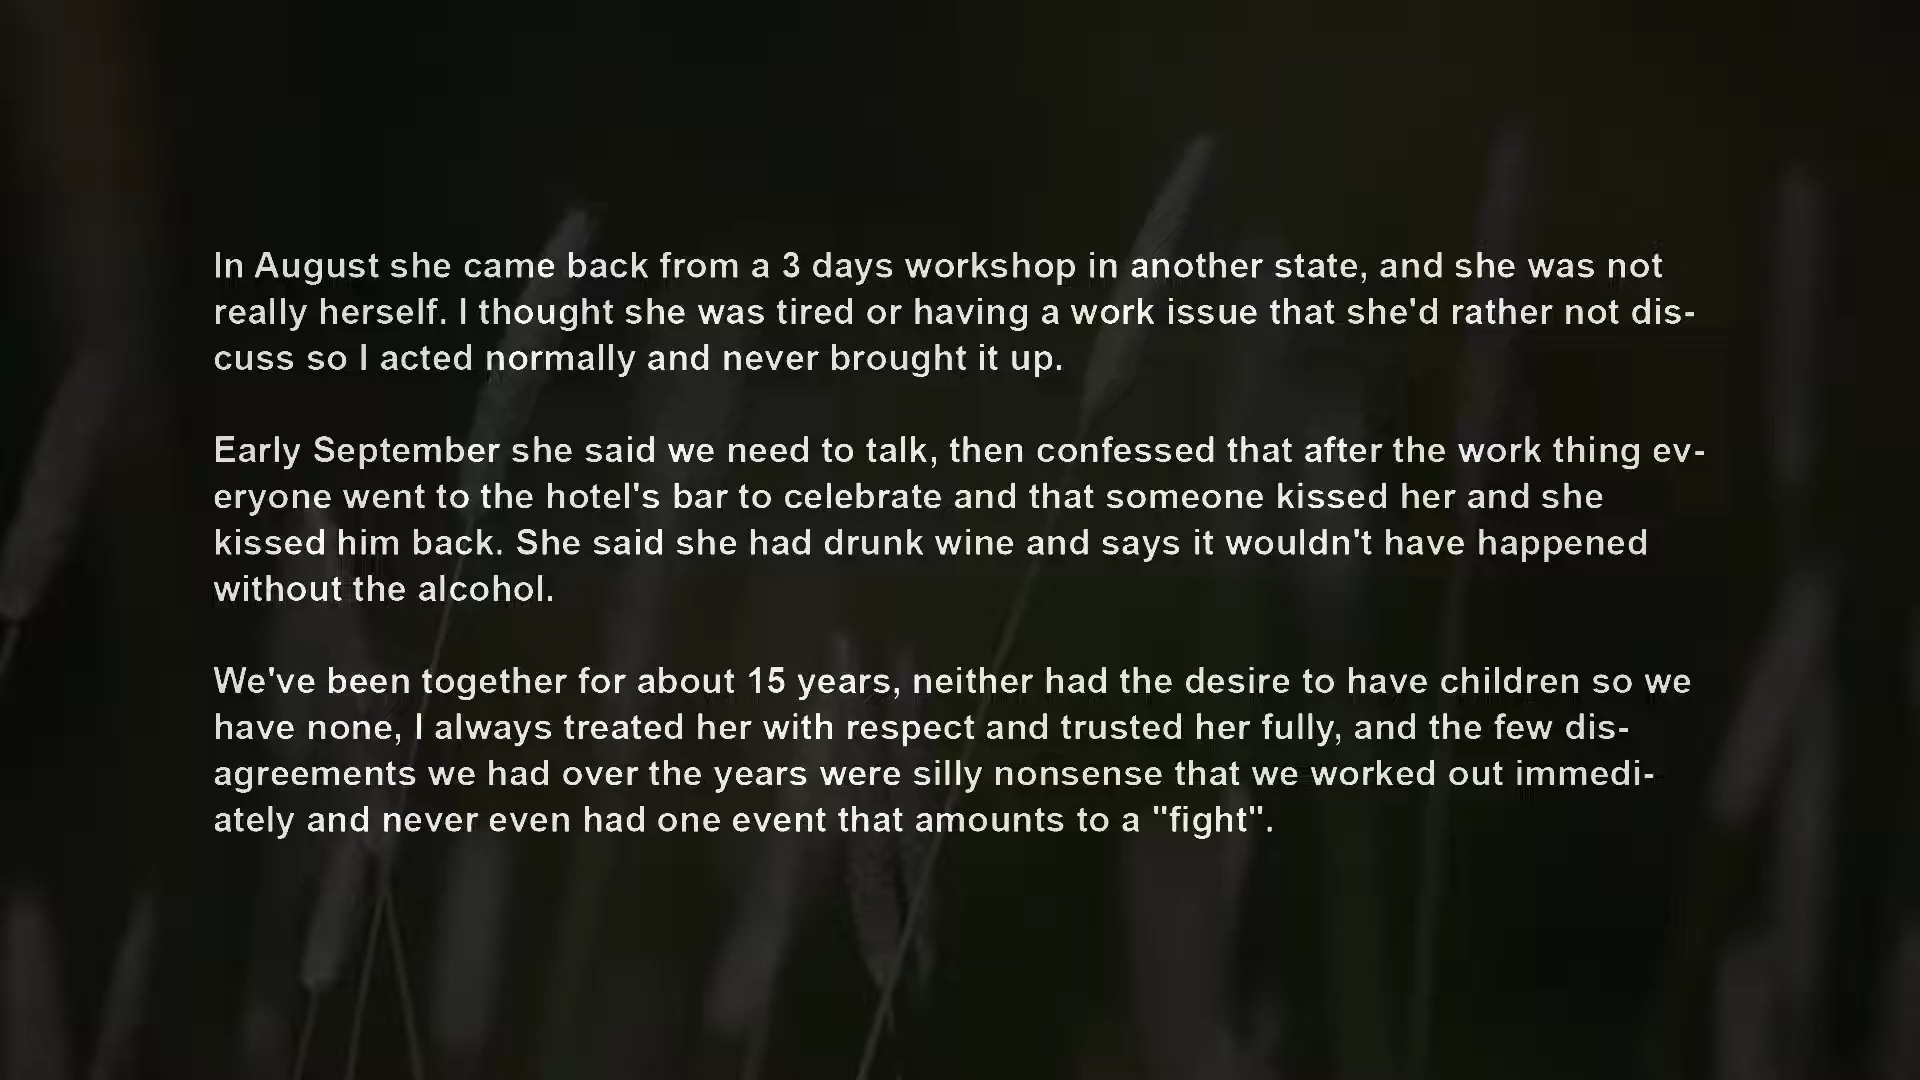 In August she came back from a 3 days workshop in another state, and she was not
really herself. I thought she was tired or having a work issue that she'd rather not dis-
cuss so I acted normally and never brought it up.
Early September she said we need to talk, then confessed that after the work thing ev-
eryone went to the hotel's bar to celebrate and that someone kissed her and she
kissed him back. She said she had drunk wine and says it wouldn't have happened
without the alcohol.
We've been together for about 15 years, neither had the desire to have children so we
have none, I always treated her with respect and trusted her fully, and the few dis-
agreements we had over the years were silly nonsense that we worked out immedi-
ately and never even had one event that amounts to a "fight".